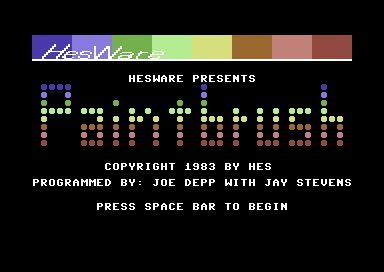 HesWare
HESWARE PRESENTS
Paintbrush
COPYRIGHT 1983 BY HES
PROGRAMMED BY: JOE DEPP WITH JAY STEVENS
PRESS SPACE BAR TO BEGIN